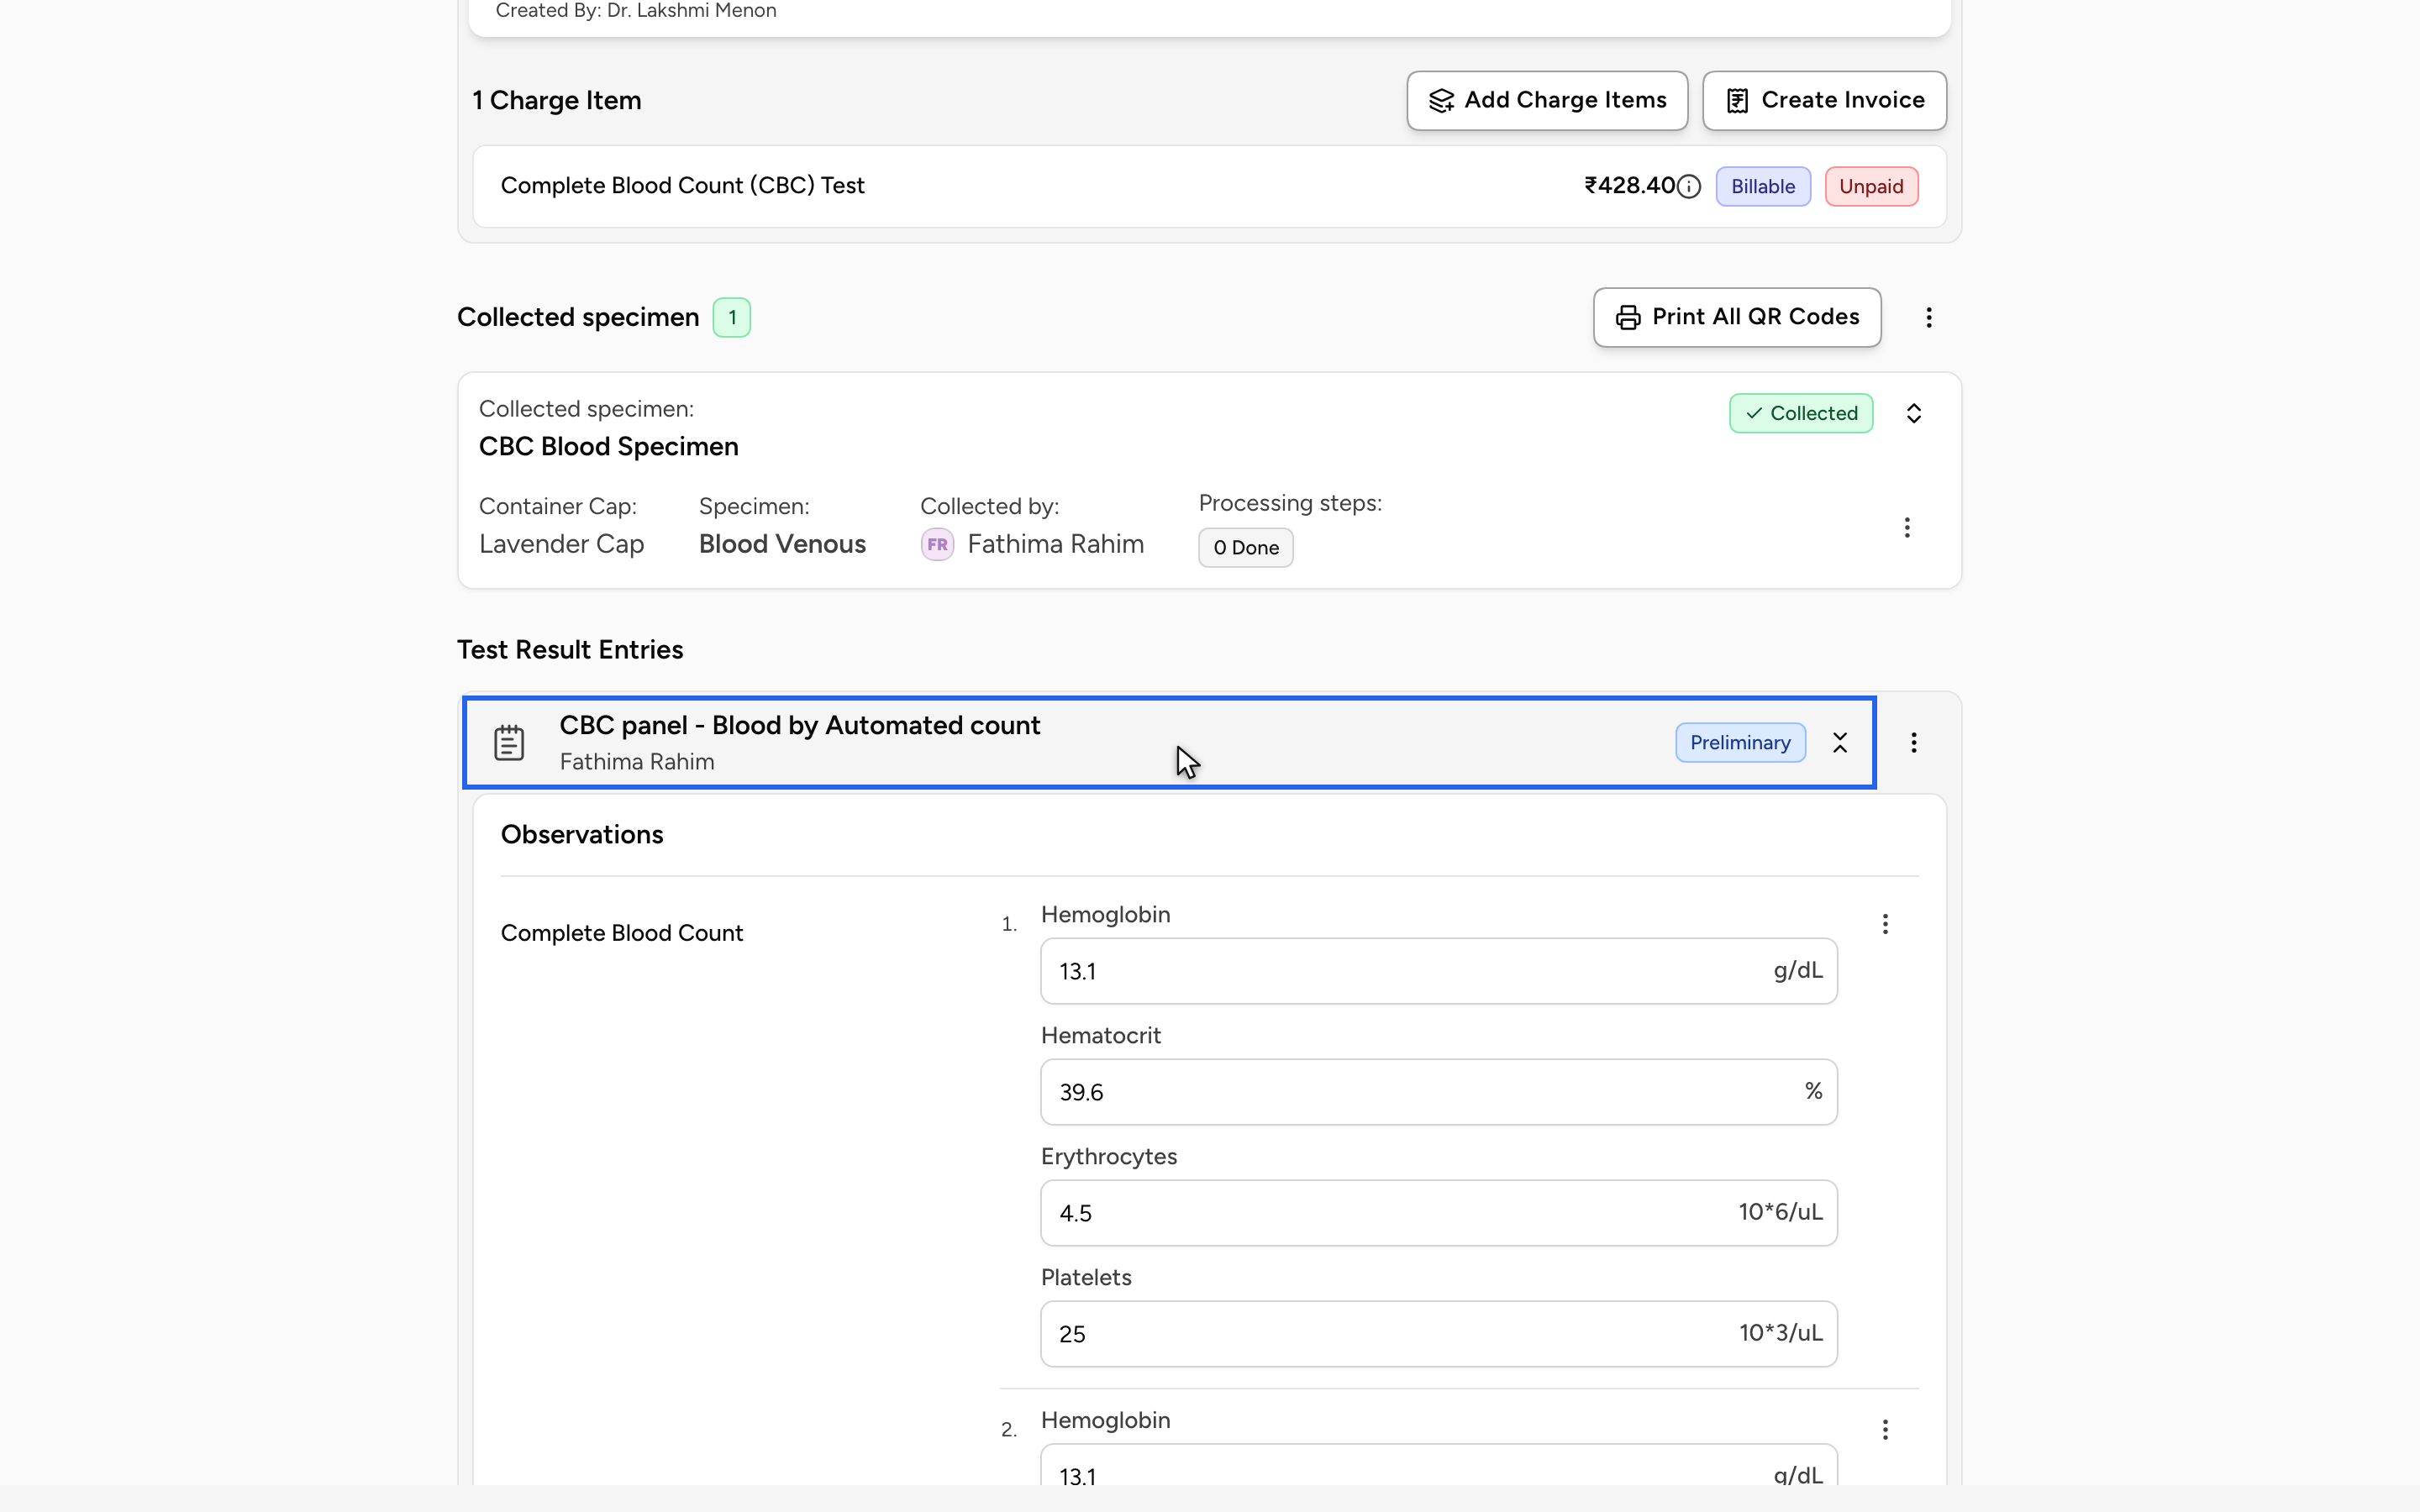 Created By: Dr. Lakshmi Menon
1 Charge Item
Add Charge Items
Create Invoice
Complete Blood Count (CBC) Test
₹428.40
Billable
Unpaid
Collected specimen 1
Print All QR Codes
Collected specimen:
Collected
CBC Blood Specimen
Container Cap:
Lavender Cap
Specimen:
Blood Venous
Collected by:
FR Fathima Rahim
Processing steps:
0 Done
Test Result Entries
CBC panel - Blood by Automated count
Fathima Rahim
Preliminary
Observations
Complete Blood Count
1. Hemoglobin
13.1 g/dL
Hematocrit
39.6 %
Erythrocytes
4.5 10*6/uL
Platelets
25 10*3/uL
2. Hemoglobin
13.1 g/dL